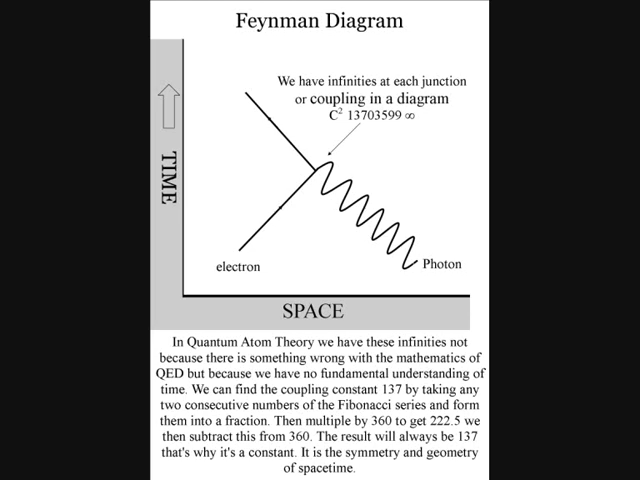 Feynman Diagram
We have infinities at each junction
or coupling in a diagram
C² 13703599 ∞
TIME
electron
Photon
SPACE
In Quantum Atom Theory we have these infinities not
because there is something wrong with the mathematics of
QED but because we have no fundamental understanding of
time. We can find the coupling constant 137 by taking any
two consecutive numbers of the Fibonacci series and form
them into a fraction. Then multiple by 360 to get 222.5 we
then subtract this from 360. The result will always be 137
that's why it's a constant. It is the symmetry and geometry
of spacetime.